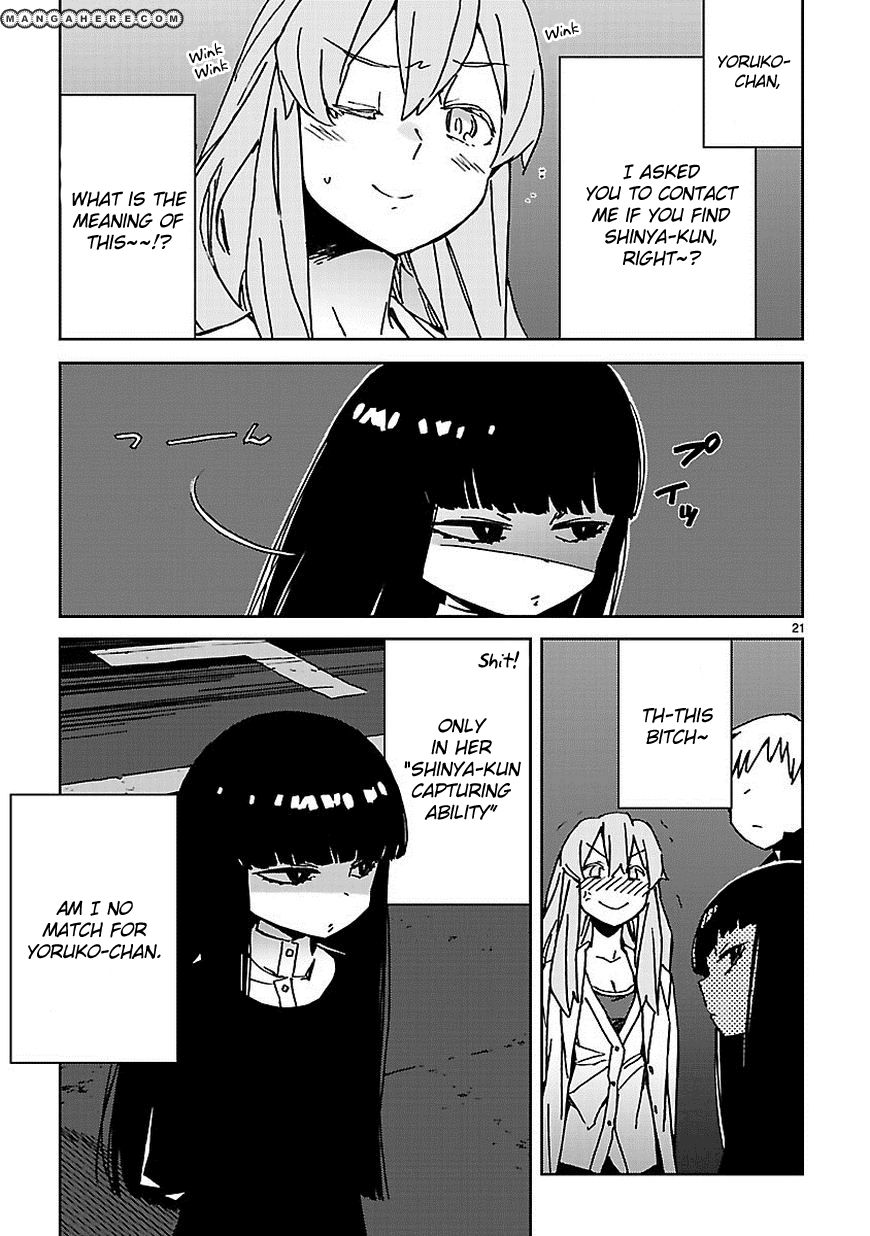 MANGAHERE.COM
YORUKO-
CHAN,
Wink
I ASKED
YOU TO CONTACT
ME IF YOU FIND
SHINYA-KUN,
RIGHT~?
Wink
Wink
WHAT IS THE
MEANING OF
THIS~~!?
プ
イッ
つーーん
21
TH-THIS
BITCH~
Shit!
ONLY
IN HER
"SHINYA-KUN
CAPTURING
ABILITY"
AM I NO
MATCH FOR
YORUKO-CHAN.